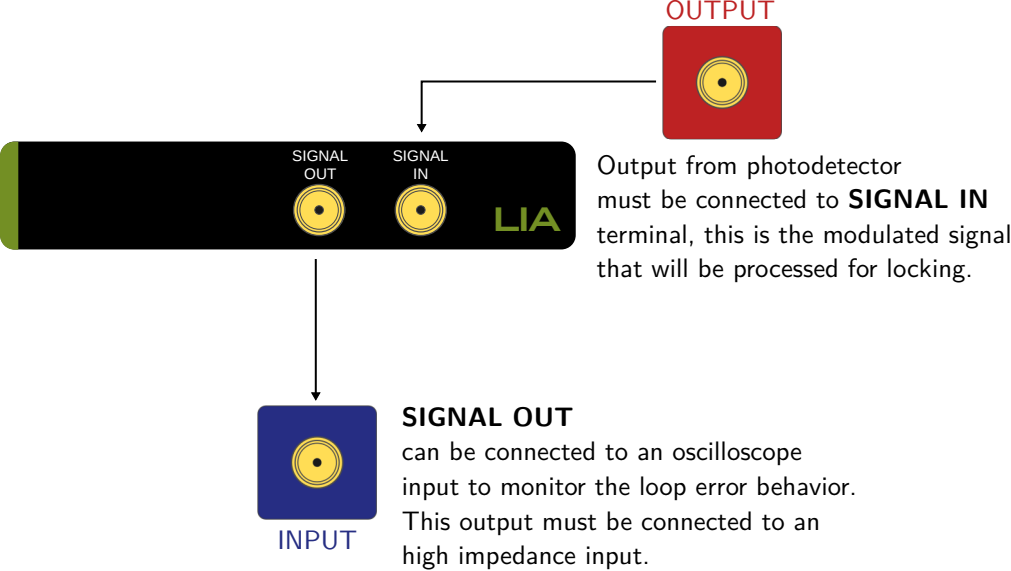 OUTPUT
SIGNAL
OUT
SIGNAL
IN
LIA
Output from photodetector
must be connected to SIGNAL IN
terminal, this is the modulated signal
that will be processed for locking.
SIGNAL OUT
can be connected to an oscilloscope
input to monitor the loop error behavior.
This output must be connected to an
high impedance input.
INPUT